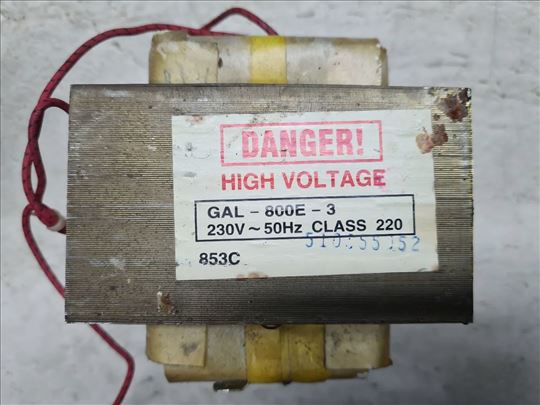 DANGER!
HIGH VOLTAGE
GAL - 800E - 3
230V ~ 50Hz CLASS 220
853C